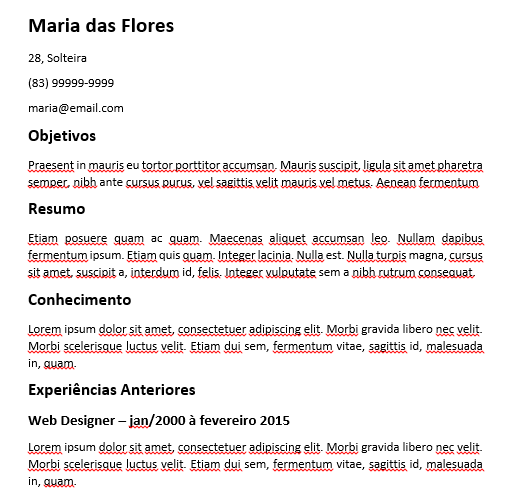 Maria das Flores
28, Solteira
(83) 99999-9999
maria@email.com
Objetivos
Praesent in mauris eu tortor porttitor accumsan. Mauris suscipit, ligula sit amet pharetra
semper, nibh ante cursus purus, vel sagittis velit mauris vel metus. Aenean fermentum
Resumo
Etiam posuere quam ac quam. Maecenas aliquet accumsan leo. Nullam dapibus
fermentum ipsum. Etiam quis quam. Integer lacinia. Nulla est. Nulla turpis magna, cursus
sit amet, suscipit a, interdum id, felis. Integer vulputate sem a nibh rutrum consequat.
Conhecimento
Lorem ipsum dolor sit amet, consectetuer adipiscing elit. Morbi gravida libero nec velit.
Morbi scelerisque luctus velit. Etiam dui sem, fermentum vitae, sagittis id, malesuada
in, quam.
Experiências Anteriores
Web Designer – jan/2000 à fevereiro 2015
Lorem ipsum dolor sit amet, consectetuer adipiscing elit. Morbi gravida libero nec velit.
Morbi scelerisque luctus velit. Etiam dui sem, fermentum vitae, sagittis id, malesuada
in, quam.